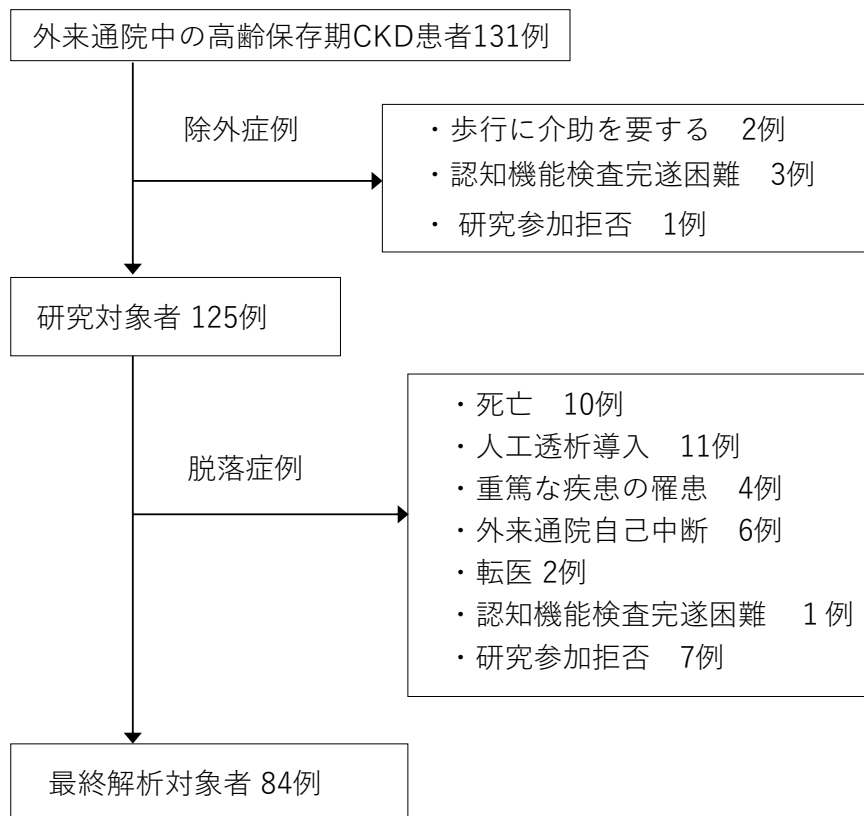 外来通院中の高齢保存期CKD患者131例
除外症例
・歩行に介助を要する　2例
・認知機能検査完遂困難　3例
・研究参加拒否　1例
研究対象者 125例
脱落症例
・死亡　10例
・人工透析導入　11例
・重篤な疾患の罹患　4例
・外来通院自己中断　6例
・転医 2例
・認知機能検査完遂困難　１例
・研究参加拒否　7例
最終解析対象者 84例